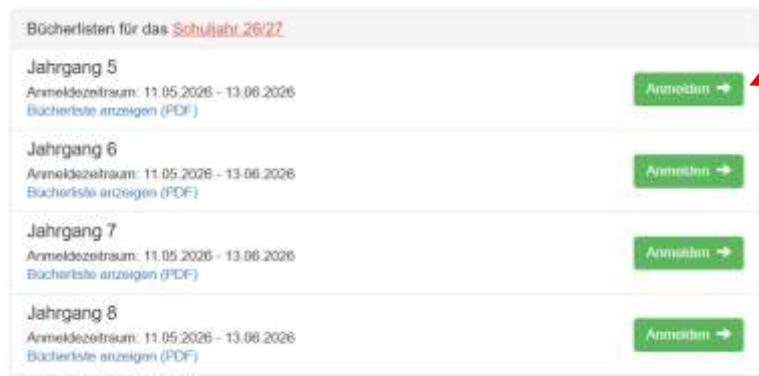 Bücherlisten für das Schuljahr 26/27
Jahrgang 5
Anmeldezeitraum: 11.05.2026 - 13.06.2026
Bücherliste anzeigen (PDF)
Anmelden
Jahrgang 6
Anmeldezeitraum: 11.05.2026 - 13.06.2026
Bücherliste anzeigen (PDF)
Anmelden
Jahrgang 7
Anmeldezeitraum: 11.05.2026 - 13.06.2026
Bücherliste anzeigen (PDF)
Anmelden
Jahrgang 8
Anmeldezeitraum: 11.05.2026 - 13.06.2026
Bücherliste anzeigen (PDF)
Anmelden